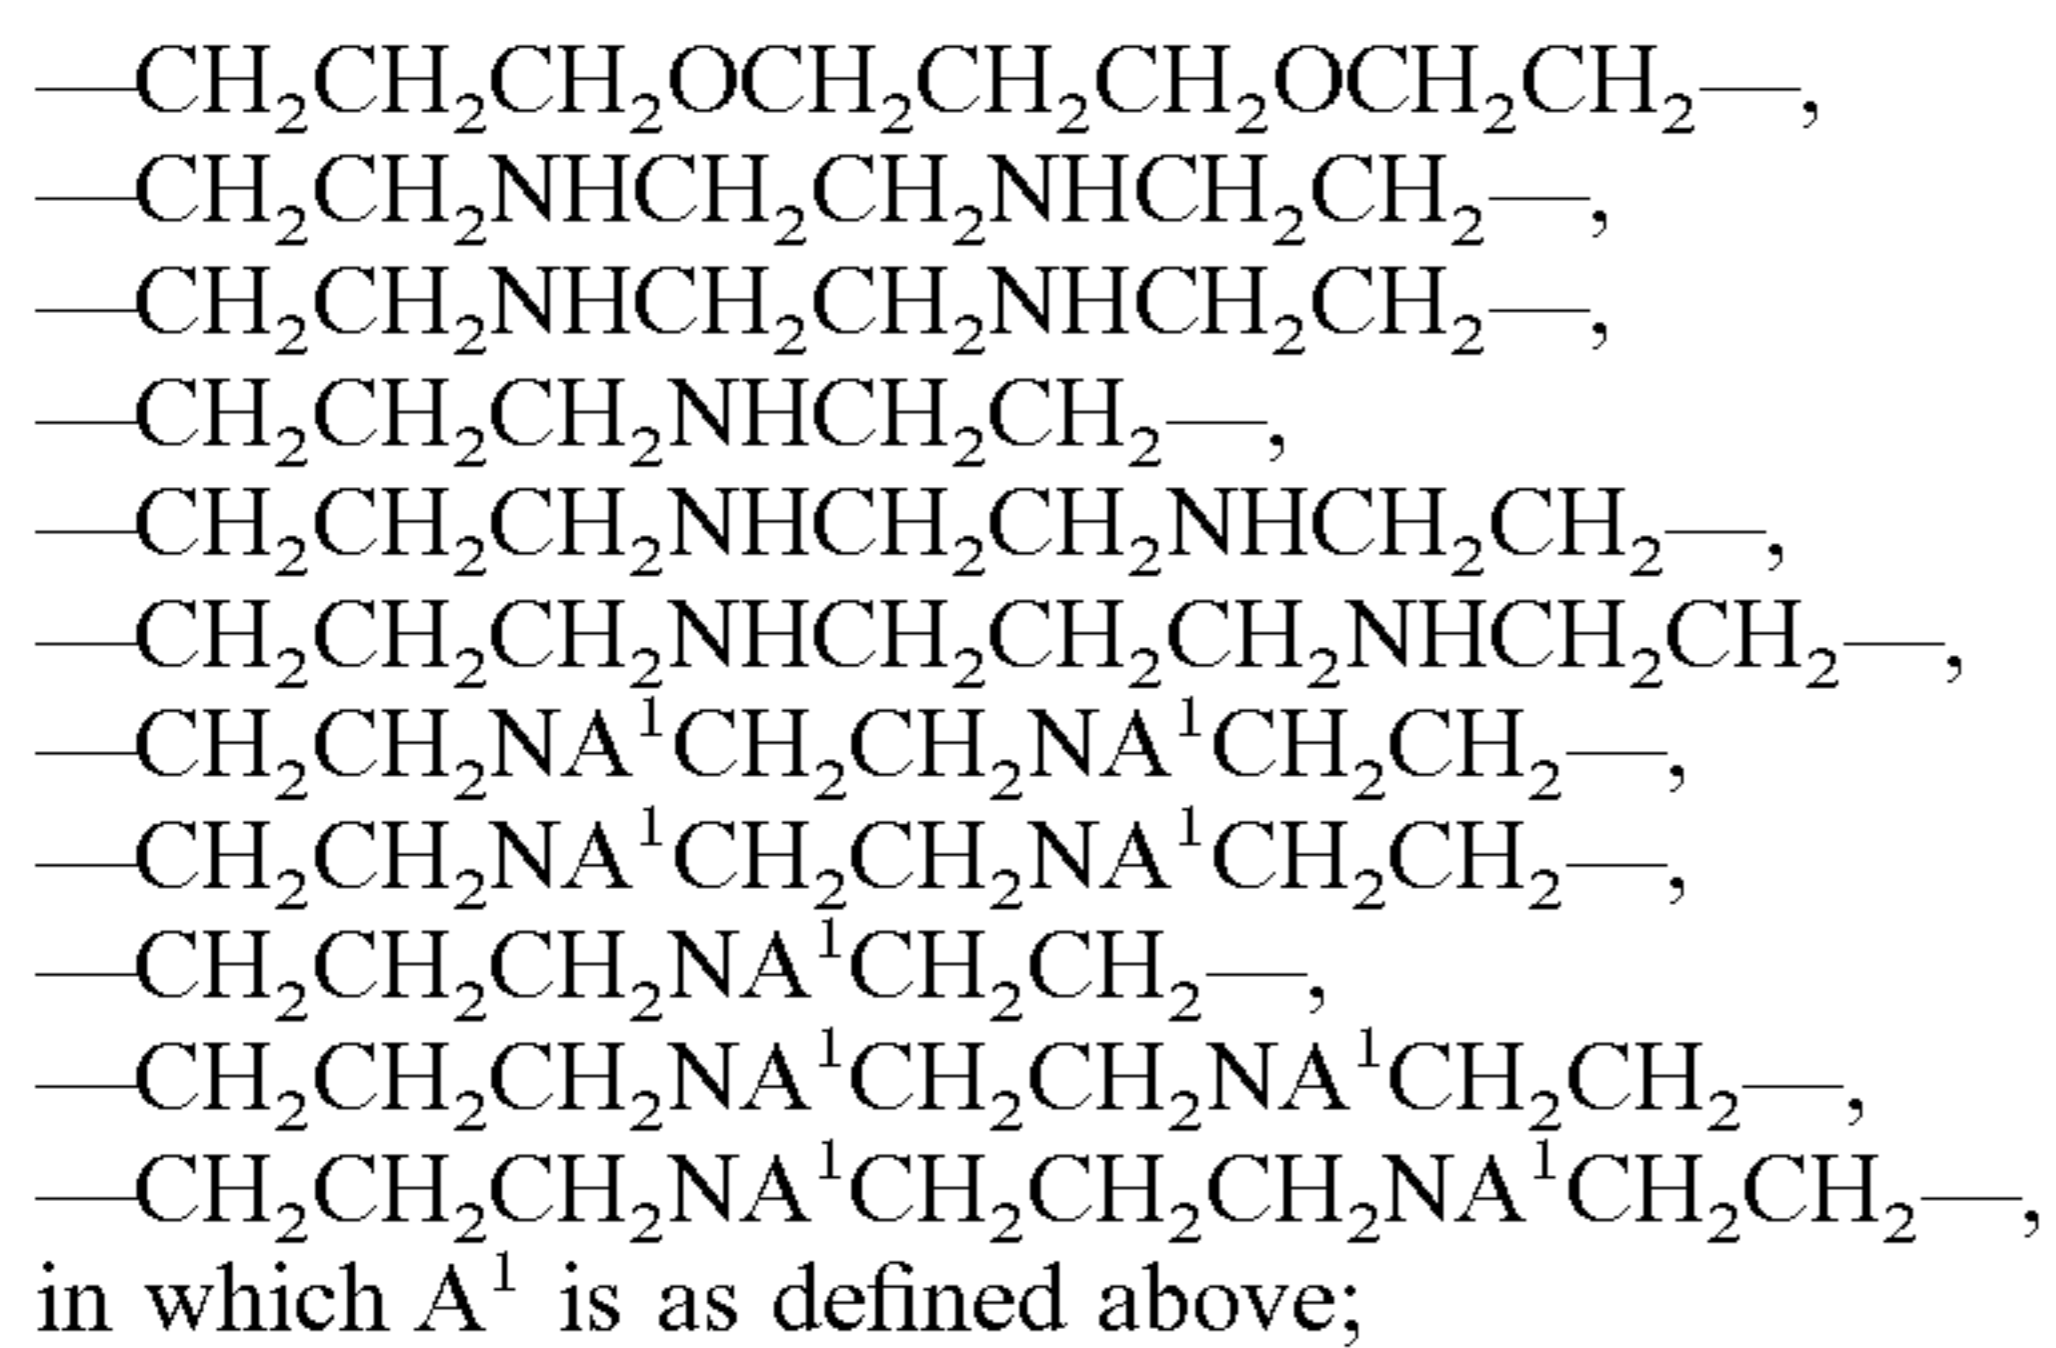 —CH₂CH₂CH₂OCH₂CH₂CH₂OCH₂CH₂—,
—CH₂CH₂NHCH₂CH₂NHCH₂CH₂—,
—CH₂CH₂NHCH₂CH₂NHCH₂CH₂—,
—CH₂CH₂CH₂NHCH₂CH₂—,
—CH₂CH₂CH₂NHCH₂CH₂NHCH₂CH₂—,
—CH₂CH₂CH₂NHCH₂CH₂CH₂NHCH₂CH₂—,
—CH₂CH₂NA¹CH₂CH₂NA¹CH₂CH₂—,
—CH₂CH₂NA¹CH₂CH₂NA¹CH₂CH₂—,
—CH₂CH₂CH₂NA¹CH₂CH₂—,
—CH₂CH₂CH₂NA¹CH₂CH₂NA¹CH₂CH₂—,
—CH₂CH₂CH₂NA¹CH₂CH₂CH₂NA¹CH₂CH₂—,
in which A¹ is as defined above;